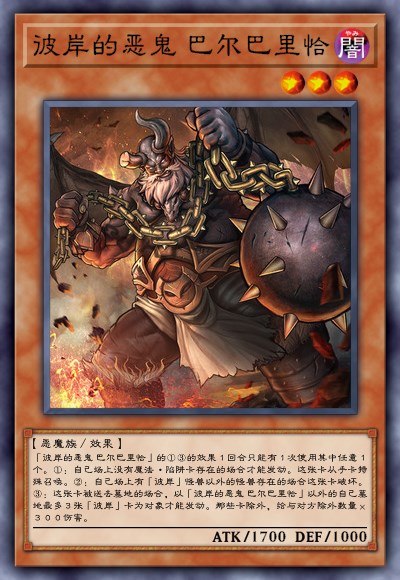 彼岸的恶鬼 巴尔巴里恰
やみ
闇
【恶魔族／效果】
「彼岸的恶鬼 巴尔巴里恰」的①③的效果１回合只能有１次使用其中任意１
个。①：自己场上没有魔法·陷阱卡存在的场合才能发动。这张卡从手卡特
殊召唤。②：自己场上有「彼岸」怪兽以外的怪兽存在的场合这张卡破坏。
③：这张卡被送去墓地的场合，以「彼岸的恶鬼 巴尔巴里恰」以外的自己墓
地最多３张「彼岸」卡为对象才能发动。那些卡除外，给与对方除外数量×
３００伤害。
ATK/1700 DEF/1000